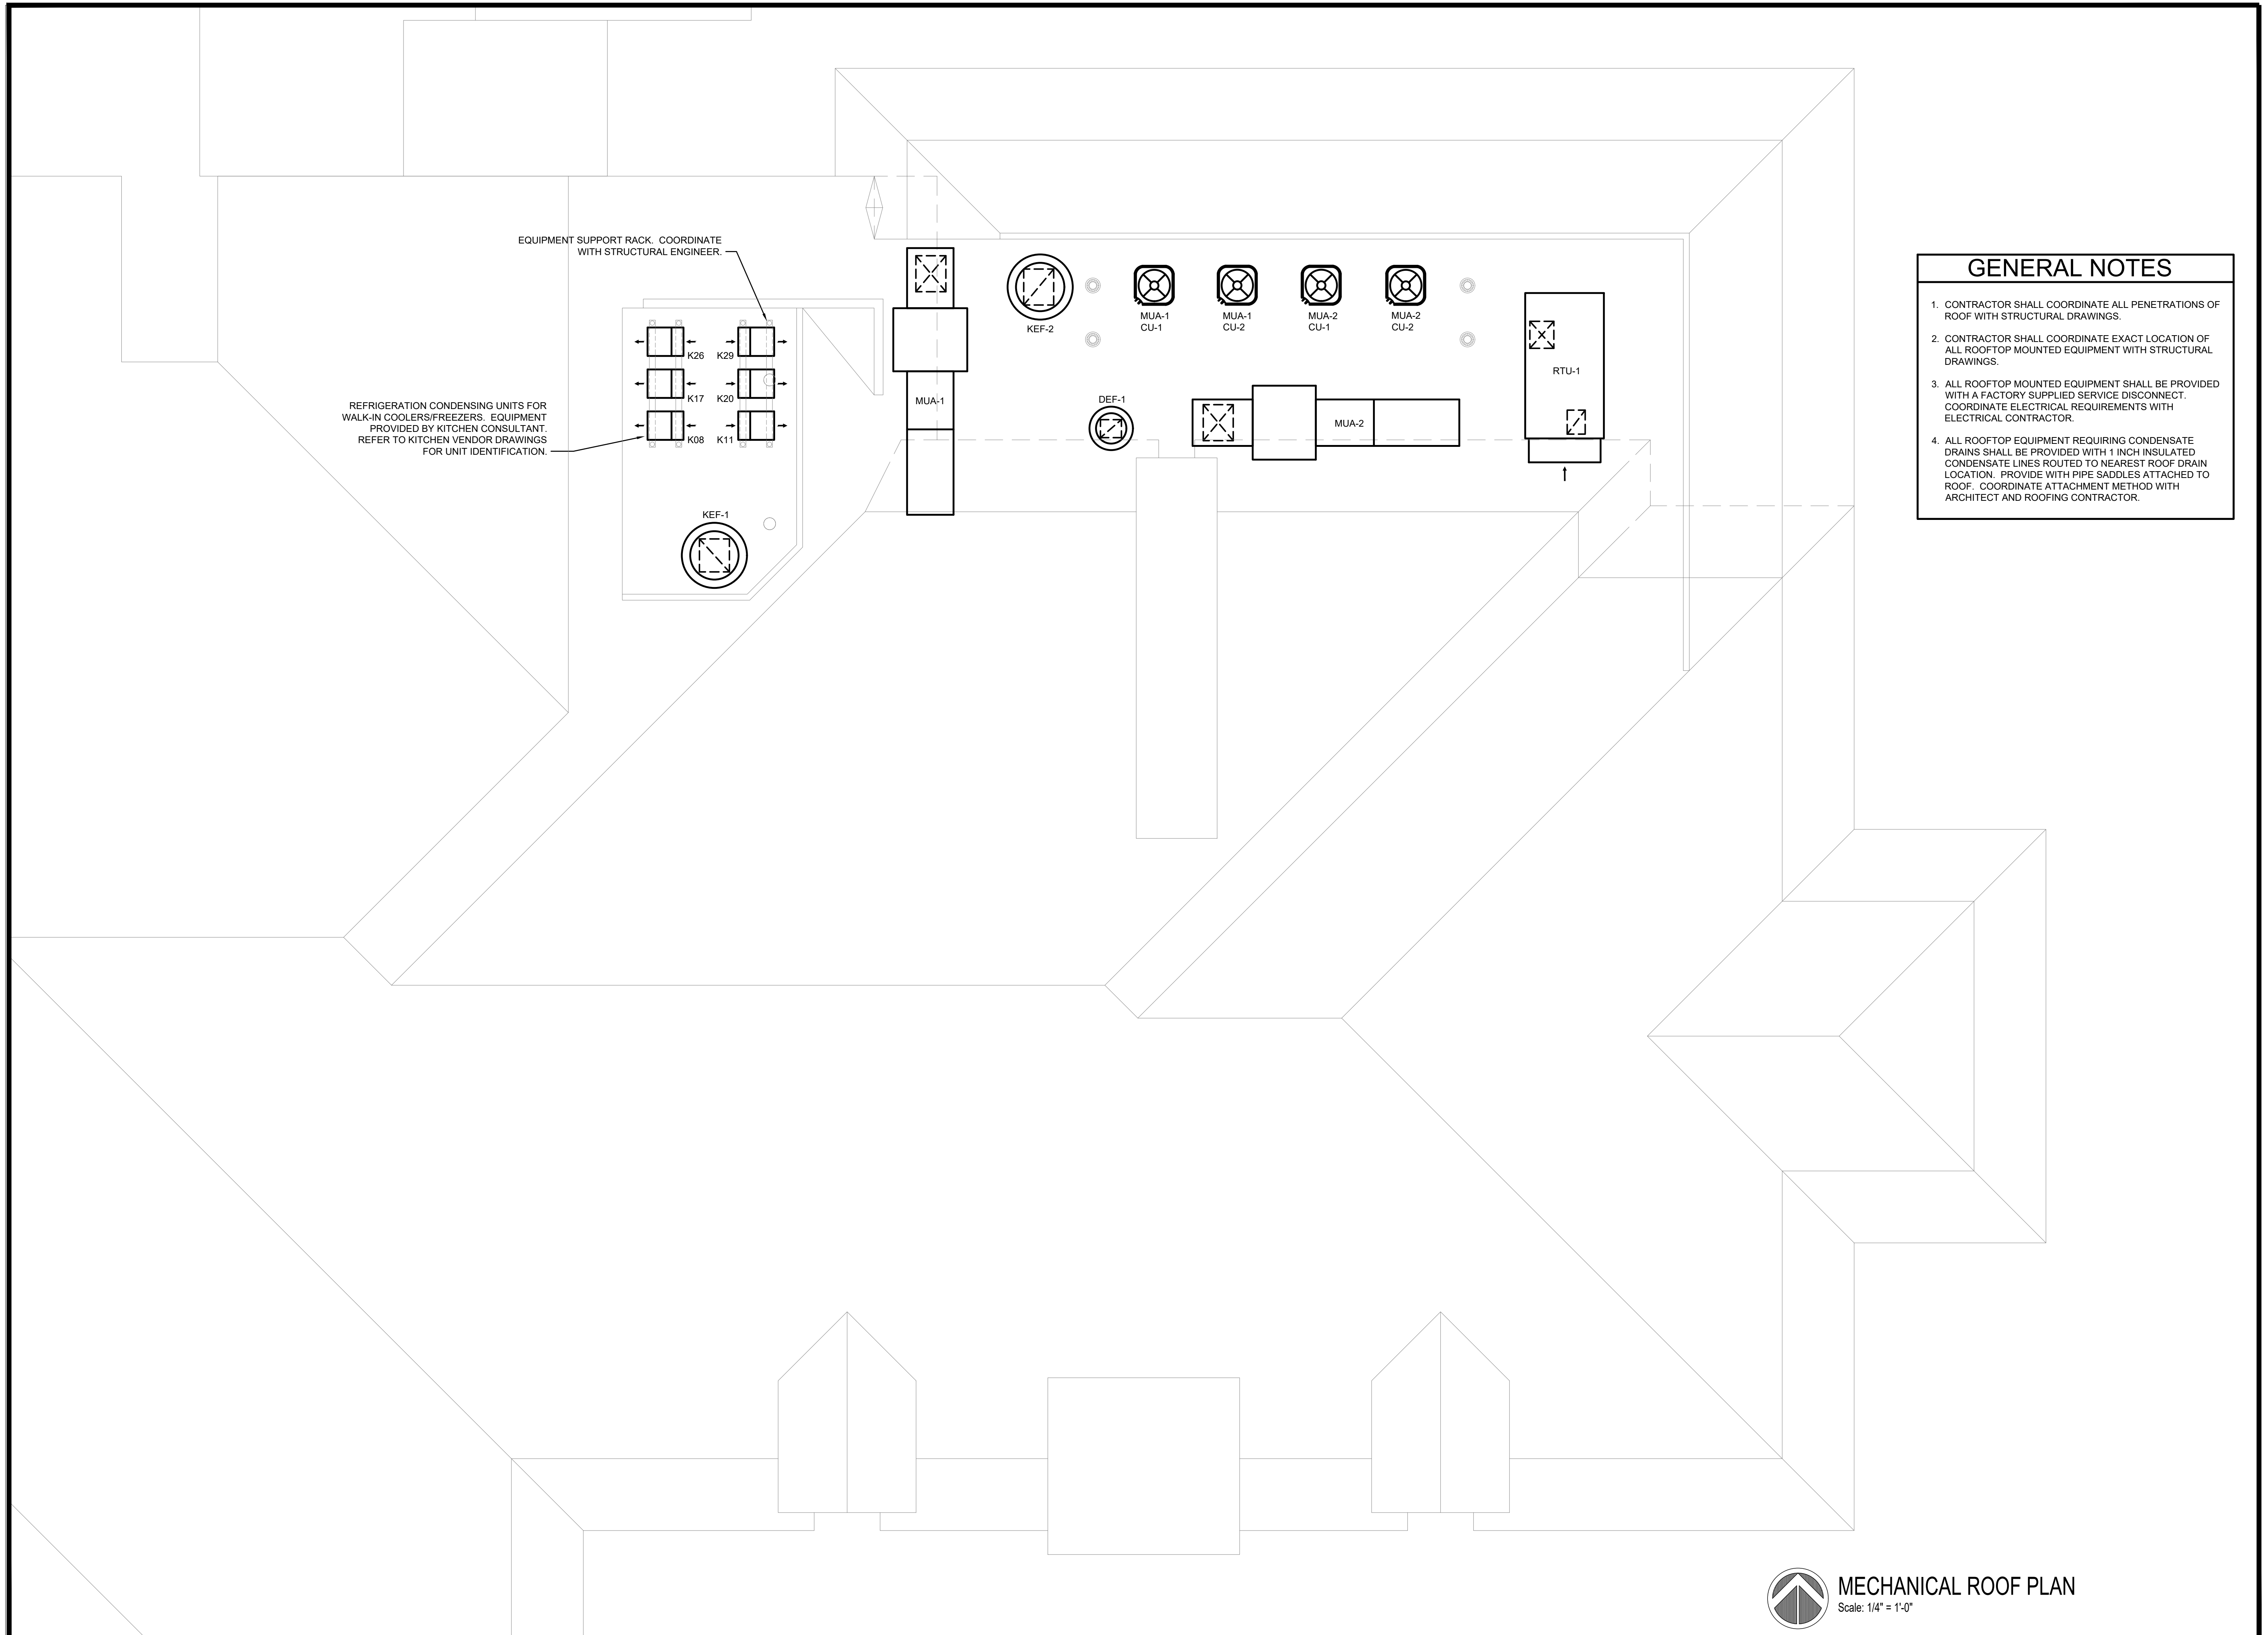 EQUIPMENT SUPPORT RACK. COORDINATE
WITH STRUCTURAL ENGINEER.
REFRIGERATION CONDENSING UNITS FOR
WALK-IN COOLERS/FREEZERS. EQUIPMENT
PROVIDED BY KITCHEN CONSULTANT.
REFER TO KITCHEN VENDOR DRAWINGS
FOR UNIT IDENTIFICATION.
K26 K29
K17 K20
K08 K11
KEF-1
MUA-1
KEF-2
MUA-1
CU-1
MUA-1
CU-2
MUA-2
CU-1
MUA-2
CU-2
DEF-1
MUA-2
RTU-1
GENERAL NOTES
1. CONTRACTOR SHALL COORDINATE ALL PENETRATIONS OF
ROOF WITH STRUCTURAL DRAWINGS.
2. CONTRACTOR SHALL COORDINATE EXACT LOCATION OF
ALL ROOFTOP MOUNTED EQUIPMENT WITH STRUCTURAL
DRAWINGS.
3. ALL ROOFTOP MOUNTED EQUIPMENT SHALL BE PROVIDED
WITH A FACTORY SUPPLIED SERVICE DISCONNECT.
COORDINATE ELECTRICAL REQUIREMENTS WITH
ELECTRICAL CONTRACTOR.
4. ALL ROOFTOP EQUIPMENT REQUIRING CONDENSATE
DRAINS SHALL BE PROVIDED WITH 1 INCH INSULATED
CONDENSATE LINES ROUTED TO NEAREST ROOF DRAIN
LOCATION. PROVIDE WITH PIPE SADDLES ATTACHED TO
ROOF. COORDINATE ATTACHMENT METHOD WITH
ARCHITECT AND ROOFING CONTRACTOR.
MECHANICAL ROOF PLAN
Scale: 1/4" = 1'-0"